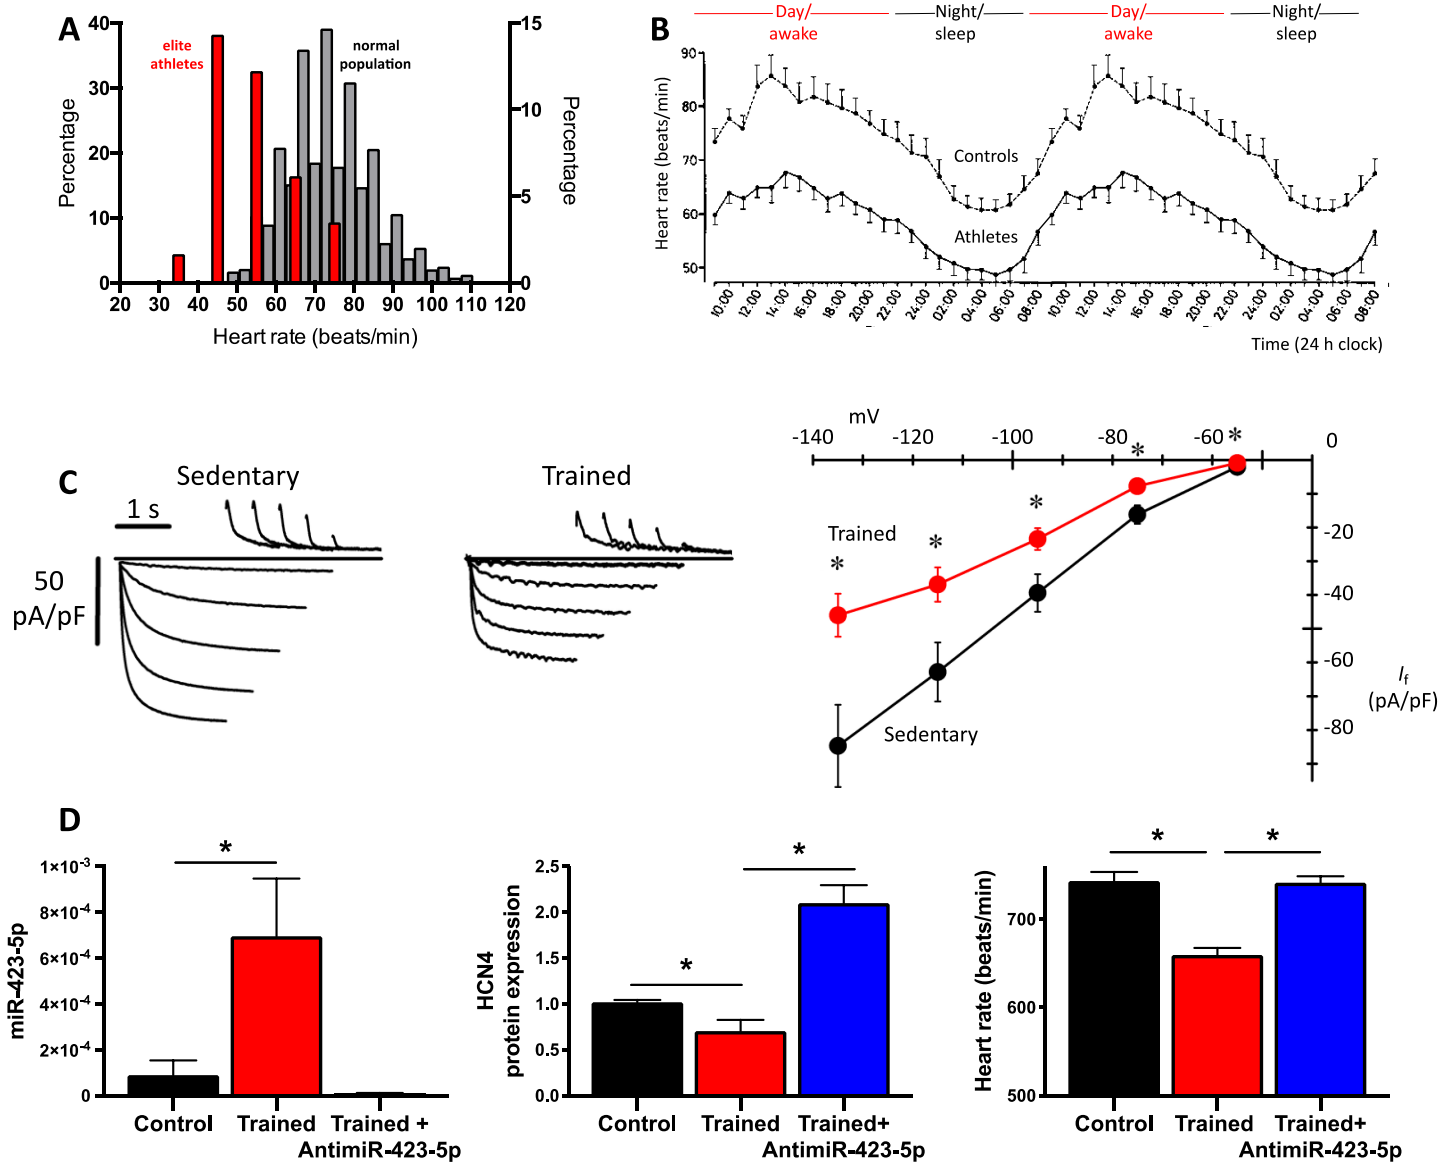 A
elite
athletes
normal
population
Percentage
40
30
20
10
0
15
10
5
0
Percentage
20 30 40 50 60 70 80 90 100 110 120
Heart rate (beats/min)
B
Day/
awake
Night/
sleep
Day/
awake
Night/
sleep
Heart rate (beats/min)
90
80
70
60
50
Controls
Athletes
10:00 12:00 14:00 16:00 18:00 20:00 22:00 00:00 02:00 04:00 06:00 08:00 10:00 12:00 14:00 16:00 18:00 20:00 22:00 00:00 02:00 04:00 06:00 08:00
Time (24 h clock)
C
Sedentary
Trained
1 s
50
pA/pF
mV
-140 -120 -100 -80 -60 0
* * * * *
Trained
Sedentary
-20
-40
-60
-80
If
(pA/pF)
D
miR-423-5p
1×10-3
8×10-4
6×10-4
4×10-4
2×10-4
0
*
Control Trained Trained +
AntimiR-423-5p
HCN4
protein expression
2.5
2.0
1.5
1.0
0.5
0.0
* *
Control Trained Trained+
AntimiR-423-5p
Heart rate (beats/min)
700
600
500
* *
Control Trained Trained+
AntimiR-423-5p